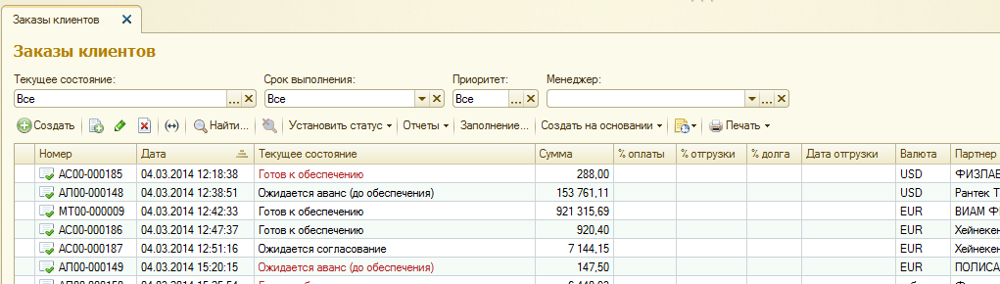 Заказы клиентов
Заказы клиентов
Текущее состояние: Срок выполнения: Приоритет: Менеджер:
Все Все Все
Создать Найти... Установить статус Отчеты Заполнение... Создать на основании Печать
Номер Дата Текущее состояние Сумма % оплаты % отгрузки % долга Дата отгрузки Валюта Партнер
АС00-000185 04.03.2014 12:18:38 Готов к обеспечению 288,00 USD ФИЗЛАЕ
АП00-000148 04.03.2014 12:38:51 Ожидается аванс (до обеспечения) 153 761,11 USD Рантек Т
МТ00-000009 04.03.2014 12:42:33 Готов к обеспечению 921 315,69 EUR ВИАМ Ф
АС00-000186 04.03.2014 12:47:37 Готов к обеспечению 920,40 EUR Хейнекен
АС00-000187 04.03.2014 12:51:16 Ожидается согласование 7 144,15 EUR Хейнекен
АП00-000149 04.03.2014 15:20:15 Ожидается аванс (до обеспечения) 147,50 EUR ПОЛИСА